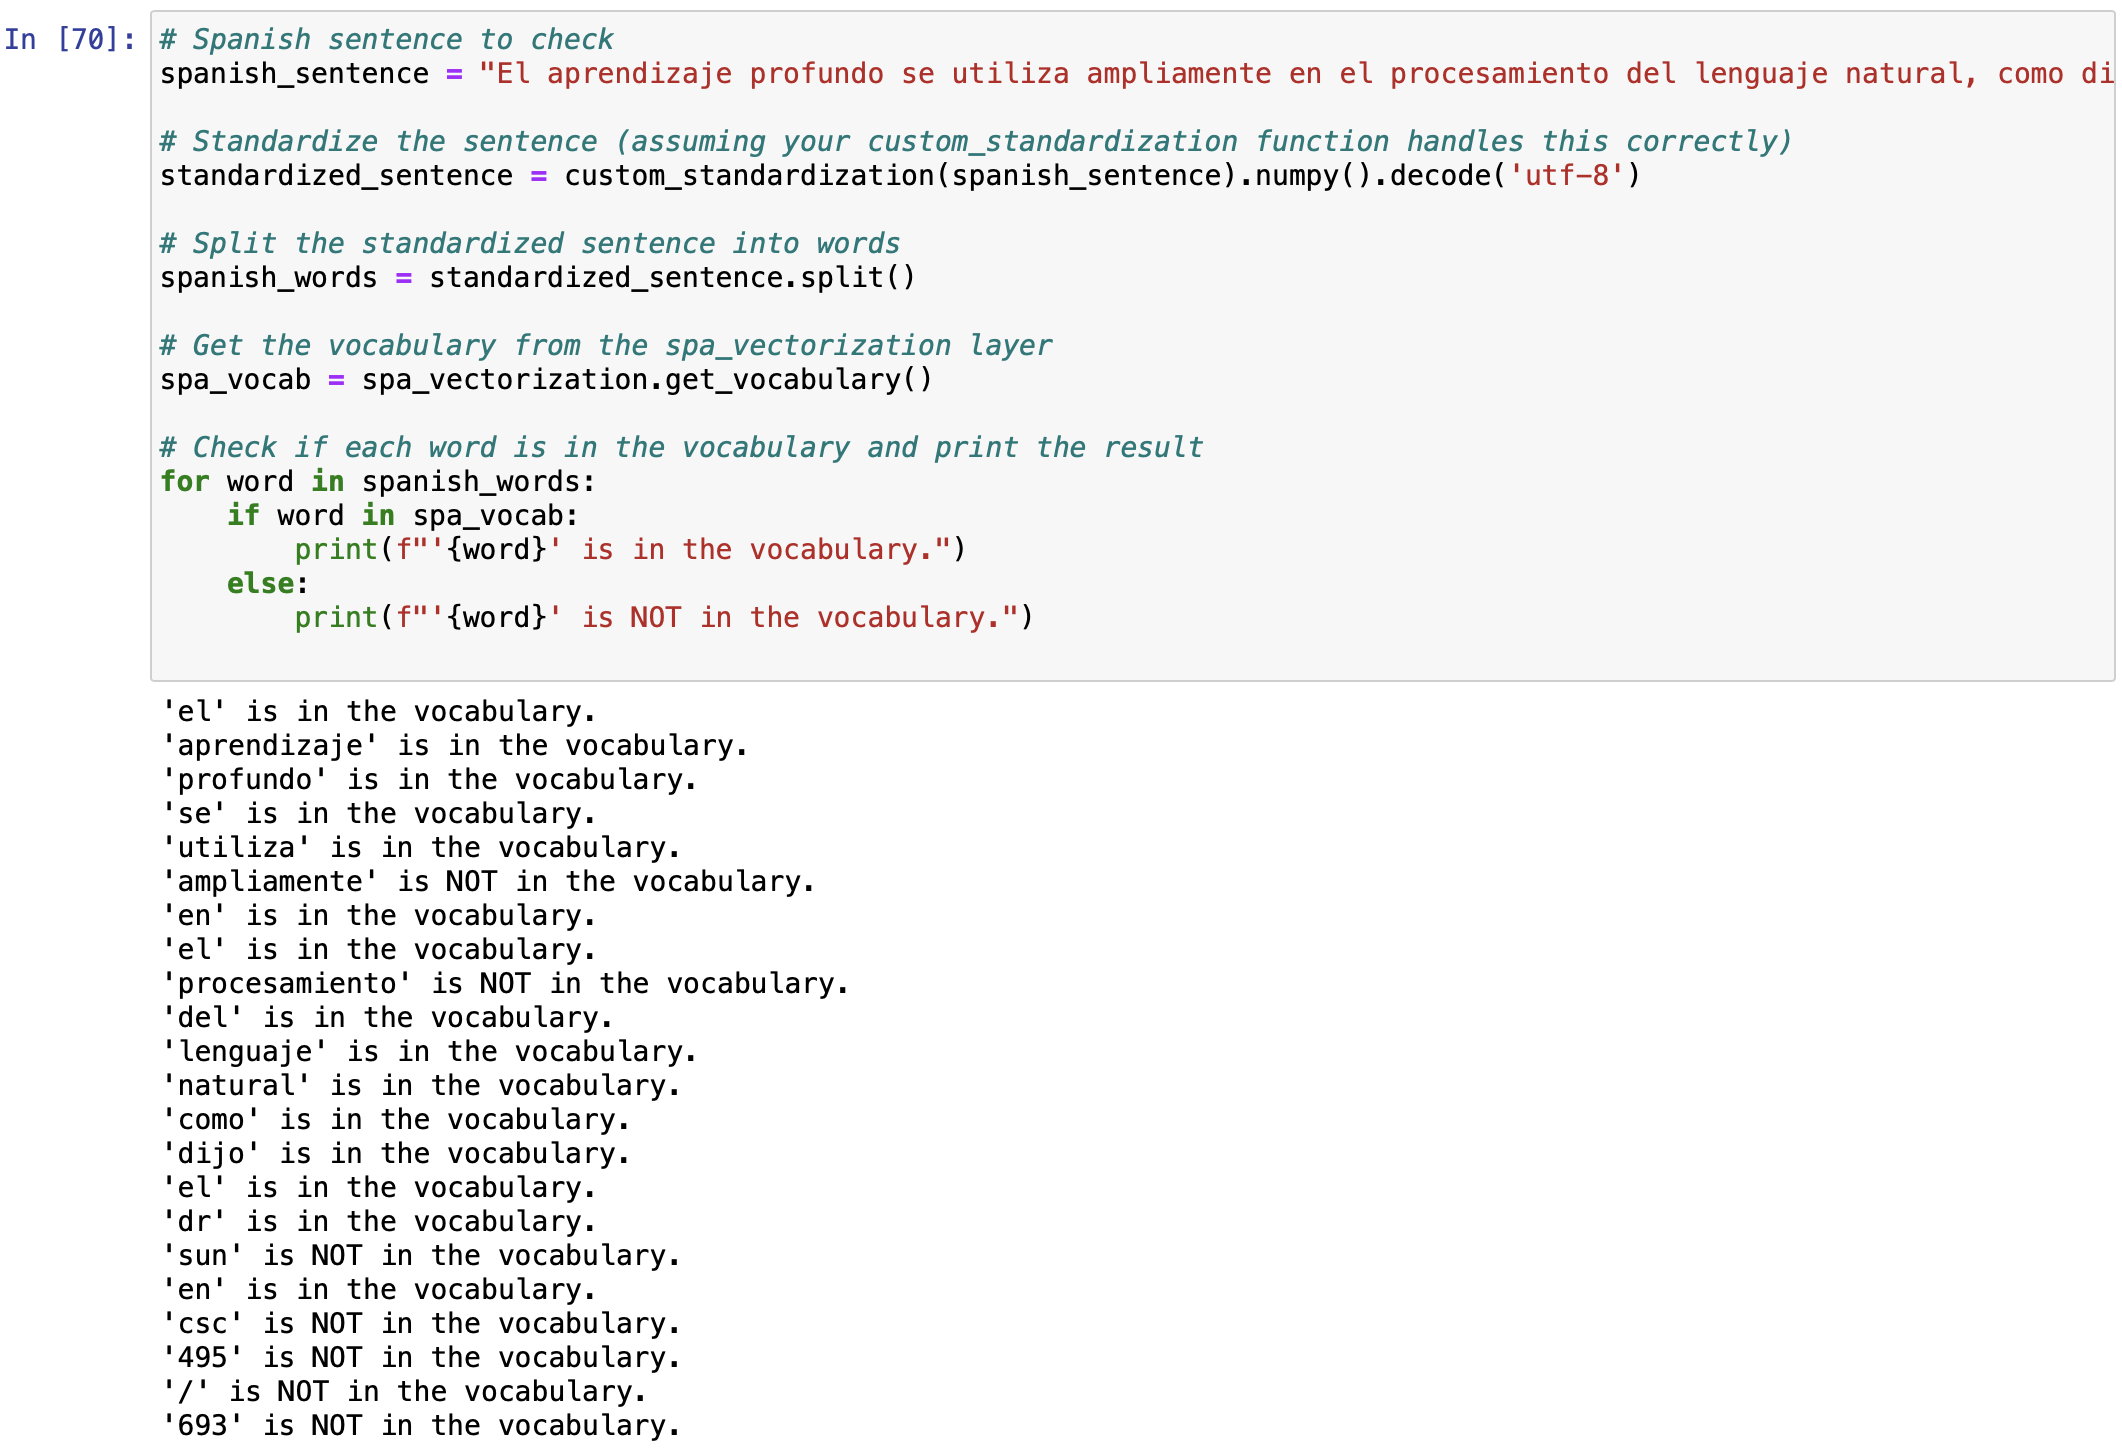 In [70]:
# Spanish sentence to check
spanish_sentence = "El aprendizaje profundo se utiliza ampliamente en el procesamiento del lenguaje natural, como di

# Standardize the sentence (assuming your custom_standardization function handles this correctly)
standardized_sentence = custom_standardization(spanish_sentence).numpy().decode('utf-8')

# Split the standardized sentence into words
spanish_words = standardized_sentence.split()

# Get the vocabulary from the spa_vectorization layer
spa_vocab = spa_vectorization.get_vocabulary()

# Check if each word is in the vocabulary and print the result
for word in spanish_words:
    if word in spa_vocab:
        print(f"'{word}' is in the vocabulary.")
    else:
        print(f"'{word}' is NOT in the vocabulary.")

'el' is in the vocabulary.
'aprendizaje' is in the vocabulary.
'profundo' is in the vocabulary.
'se' is in the vocabulary.
'utiliza' is in the vocabulary.
'ampliamente' is NOT in the vocabulary.
'en' is in the vocabulary.
'el' is in the vocabulary.
'procesamiento' is NOT in the vocabulary.
'del' is in the vocabulary.
'lenguaje' is in the vocabulary.
'natural' is in the vocabulary.
'como' is in the vocabulary.
'dijo' is in the vocabulary.
'el' is in the vocabulary.
'dr' is in the vocabulary.
'sun' is NOT in the vocabulary.
'en' is in the vocabulary.
'csc' is NOT in the vocabulary.
'495' is NOT in the vocabulary.
'/' is NOT in the vocabulary.
'693' is NOT in the vocabulary.